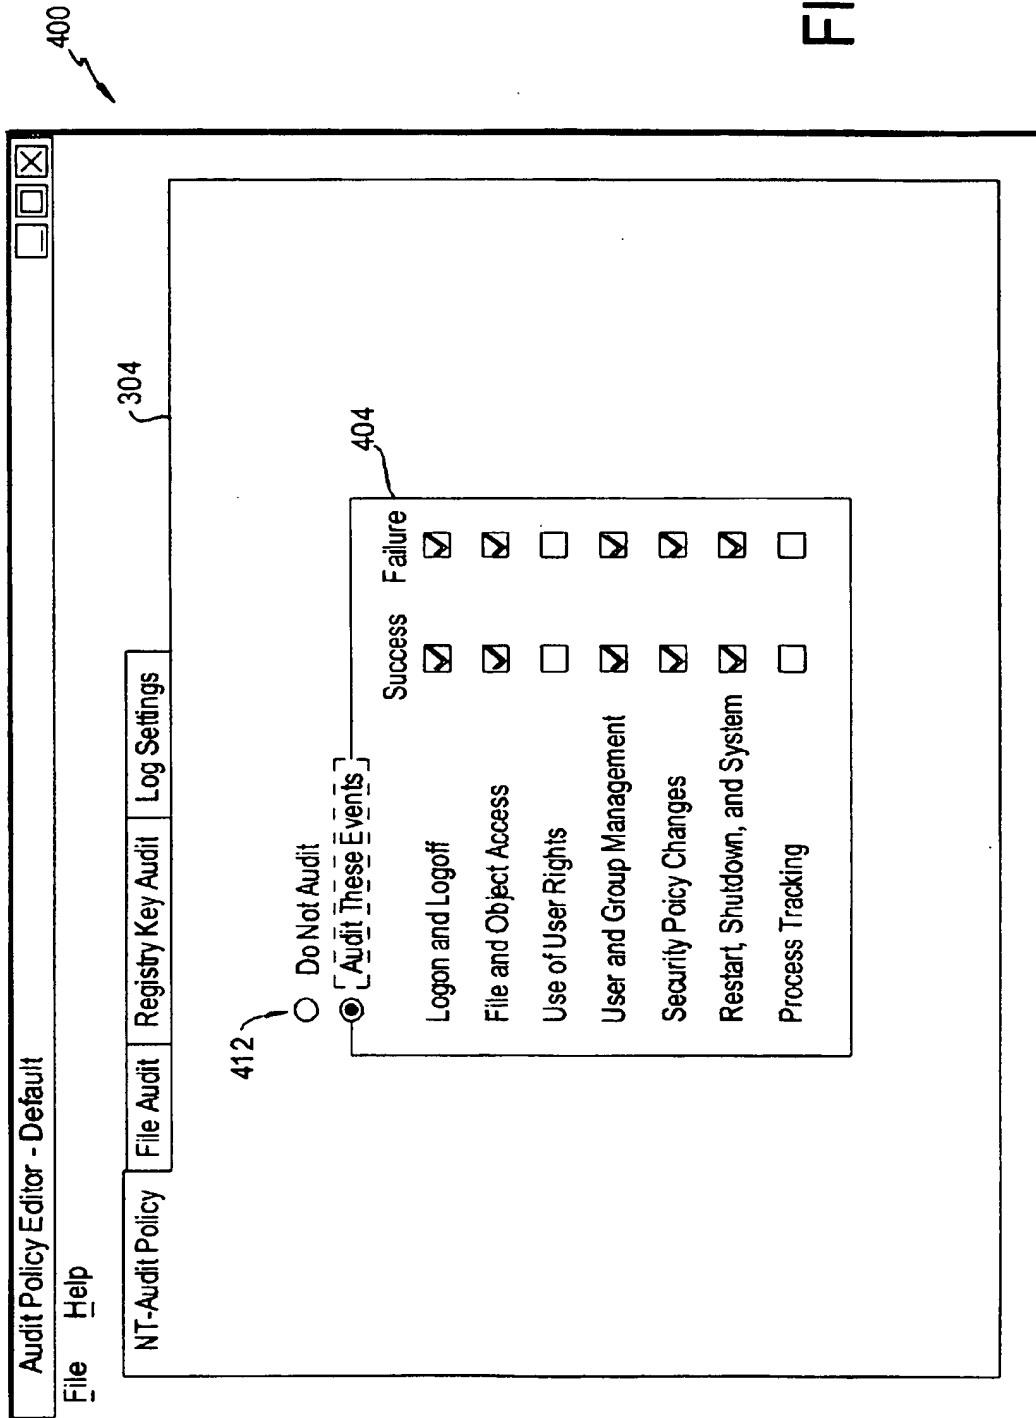 400
Audit Policy Editor - Default
File Help
304
NT-Audit Policy File Audit Registry Key Audit Log Settings
412
Do Not Audit
Audit These Events
404
Success Failure
Logon and Logoff
File and Object Access
Use of User Rights
User and Group Management
Security Poicy Changes
Restart, Shutdown, and System
Process Tracking